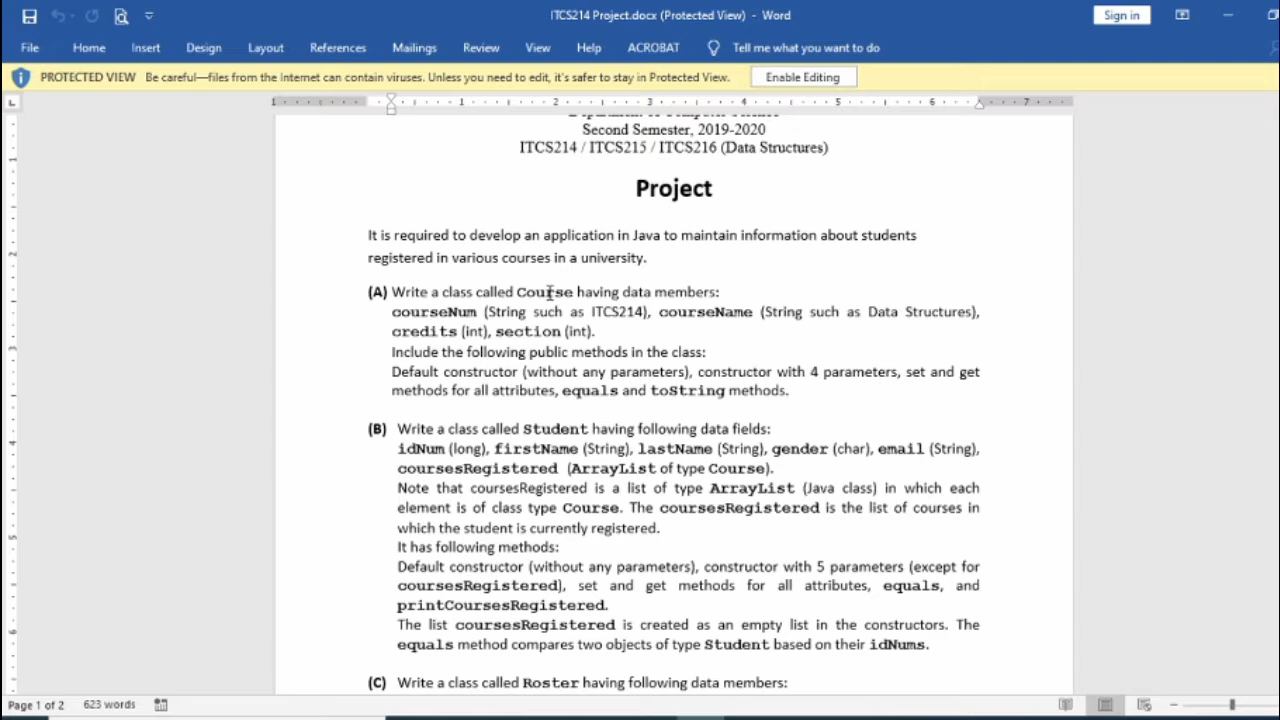 ITCS214 Project.docx (Protected View) - Word
Sign in
File Home Insert Design Layout References Mailings Review View Help ACROBAT Tell me what you want to do
PROTECTED VIEW Be careful—files from the Internet can contain viruses. Unless you need to edit, it's safer to stay in Protected View. Enable Editing
1 1 2 3 4 5 6 7
Department of Computer Science
Second Semester, 2019-2020
ITCS214 / ITCS215 / ITCS216 (Data Structures)
Project
It is required to develop an application in Java to maintain information about students
registered in various courses in a university.
(A) Write a class called Course having data members:
courseNum (String such as ITCS214), courseName (String such as Data Structures),
credits (int), section (int).
Include the following public methods in the class:
Default constructor (without any parameters), constructor with 4 parameters, set and get
methods for all attributes, equals and toString methods.
(B) Write a class called Student having following data fields:
idNum (long), firstName (String), lastName (String), gender (char), email (String),
coursesRegistered (ArrayList of type Course).
Note that coursesRegistered is a list of type ArrayList (Java class) in which each
element is of class type Course. The coursesRegistered is the list of courses in
which the student is currently registered.
It has following methods:
Default constructor (without any parameters), constructor with 5 parameters (except for
coursesRegistered), set and get methods for all attributes, equals, and
printCoursesRegistered.
The list coursesRegistered is created as an empty list in the constructors. The
equals method compares two objects of type Student based on their idNums.
(C) Write a class called Roster having following data members:
Page 1 of 2 623 words